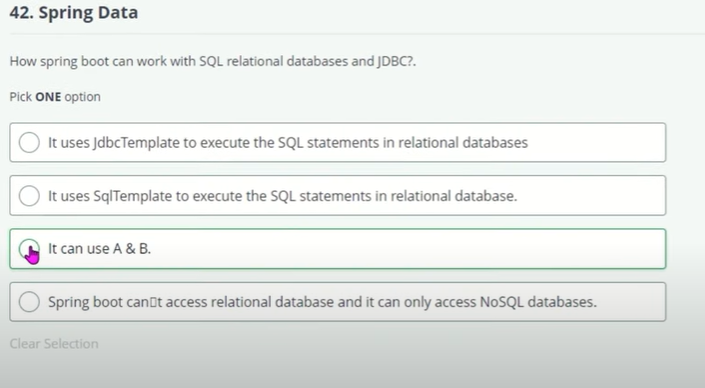 42. Spring Data
How spring boot can work with SQL relational databases and JDBC?.
Pick ONE option
It uses JdbcTemplate to execute the SQL statements in relational databases
It uses SqlTemplate to execute the SQL statements in relational database.
It can use A & B.
Spring boot can□t access relational database and it can only access NoSQL databases.
Clear Selection